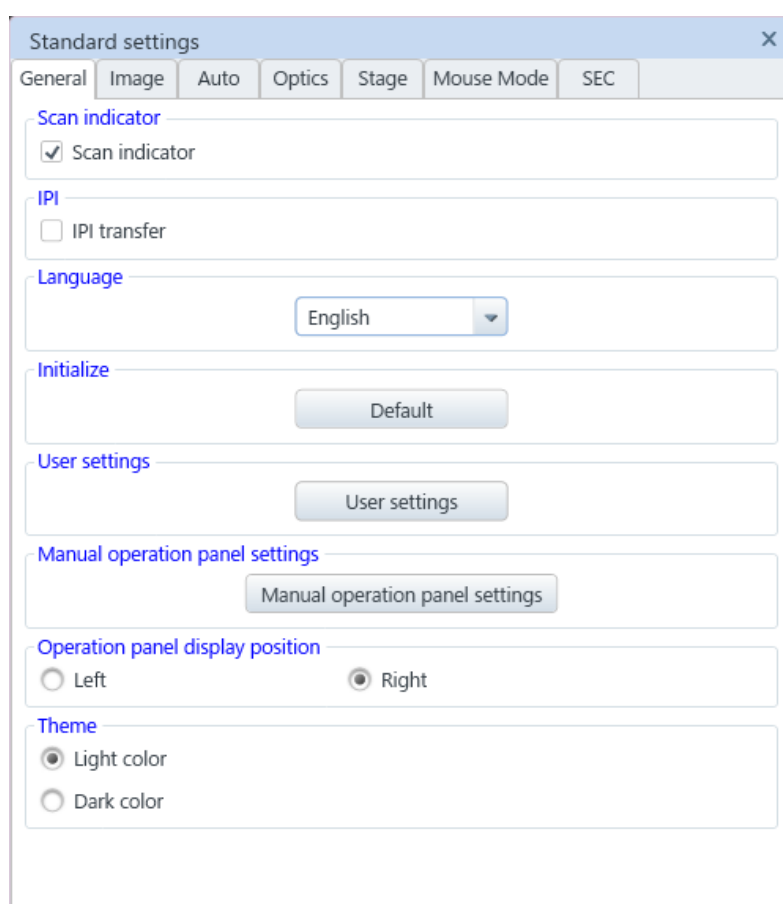 Standard settings
General Image Auto Optics Stage Mouse Mode SEC
Scan indicator
Scan indicator
IPI
IPI transfer
Language
English
Initialize
Default
User settings
User settings
Manual operation panel settings
Manual operation panel settings
Operation panel display position
Left Right
Theme
Light color
Dark color